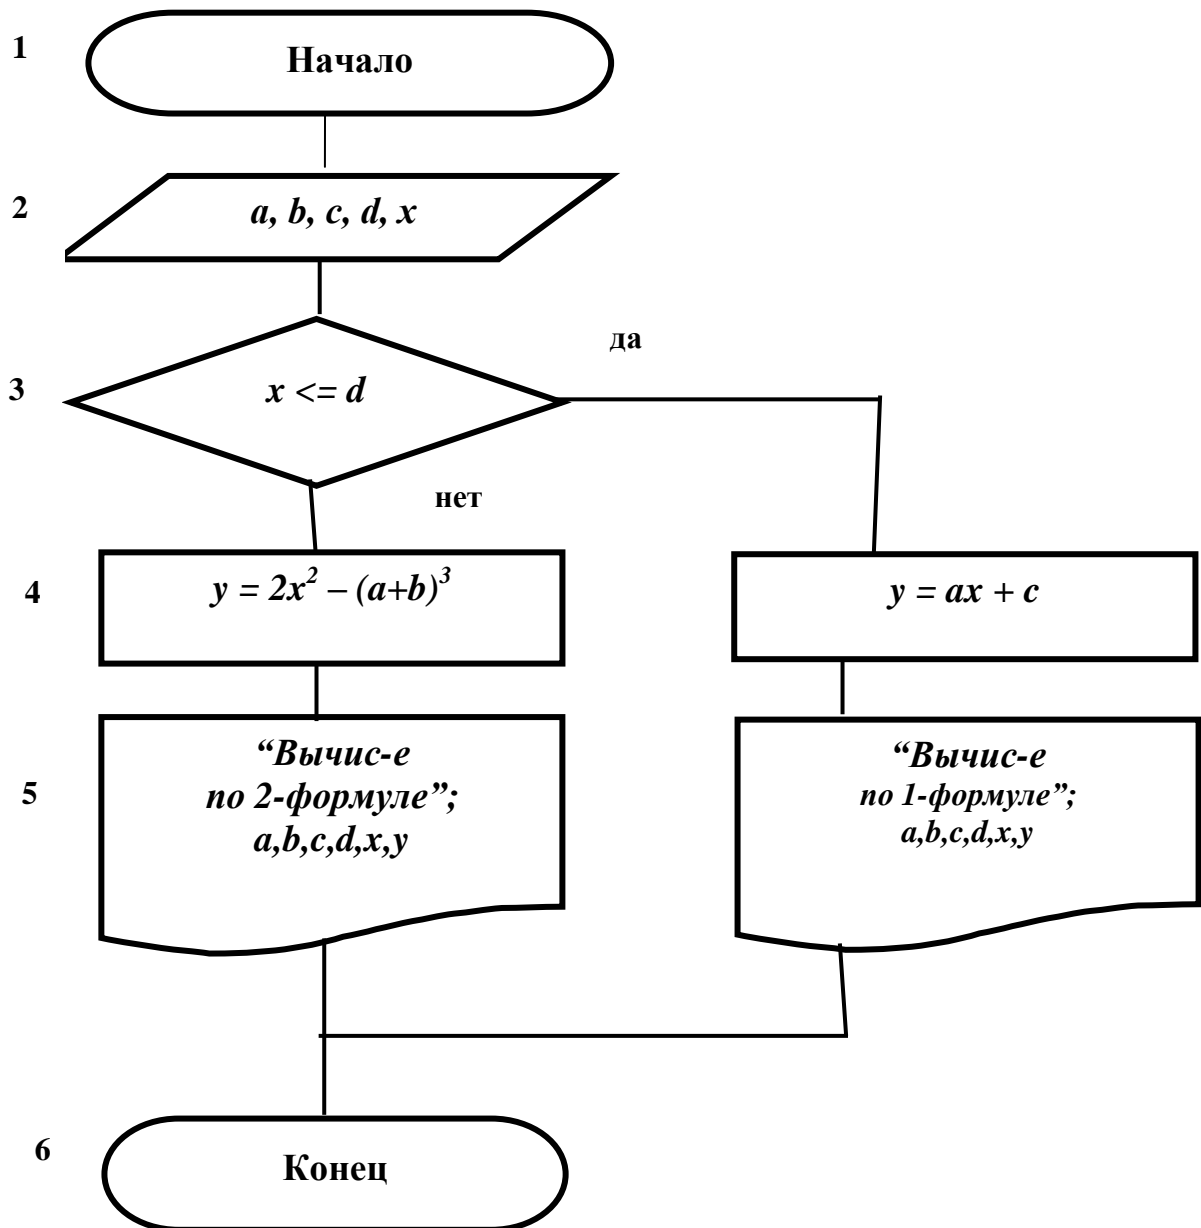 1
Начало
2
a, b, c, d, x
да
3
x <= d
нет
4
y = 2x² – (a+b)³
y = ax + c
5
“Вычис-е
по 2-формуле”;
a,b,c,d,x,y
“Вычис-е
по 1-формуле”;
a,b,c,d,x,y
6
Конец